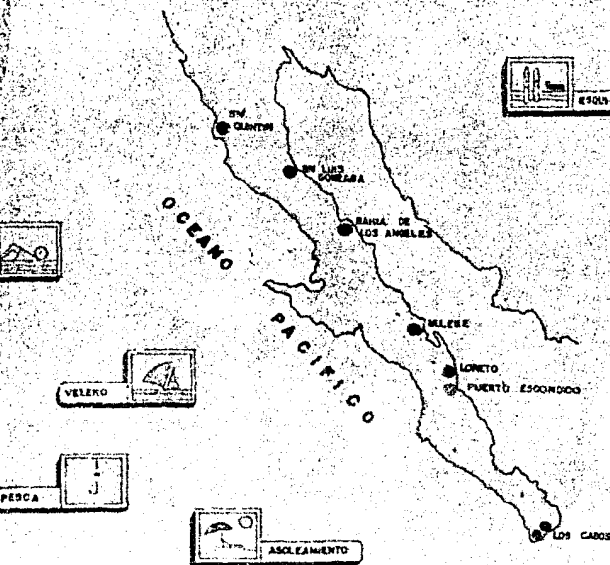 SN.
QUINTIN
SN LUIS
GONZAGA
BAHIA DE
LOS ANGELES
OCEANO
PACIFICO
MULEGE
LORETO
PUERTO ESCONDIDO
VELERO
PESCA
ASOLEAMIENTO
LOS CABOS